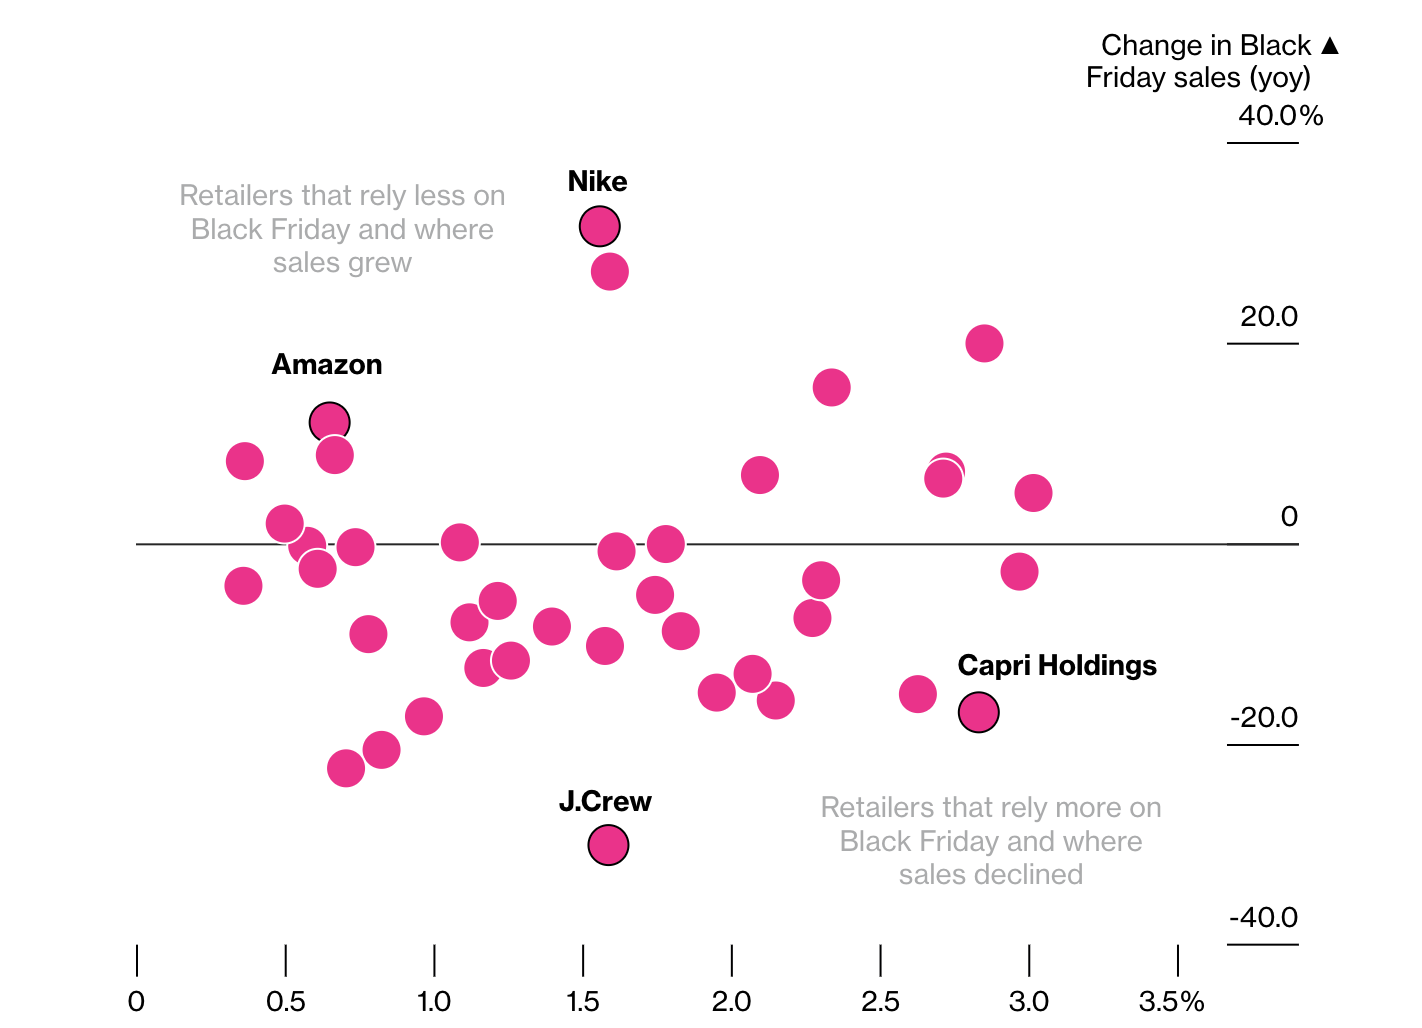 Change in Black ▲
Friday sales (yoy)
40.0%
Nike
Retailers that rely less on
Black Friday and where
sales grew
20.0
Amazon
0
Capri Holdings
-20.0
J.Crew
Retailers that rely more on
Black Friday and where
sales declined
-40.0
0 0.5 1.0 1.5 2.0 2.5 3.0 3.5%